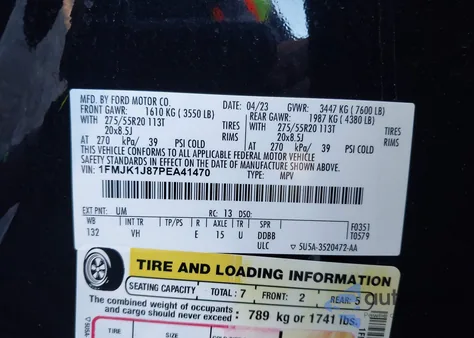 MFD. BY FORD MOTOR CO.
DATE: 04/23 GVWR: 3447 KG (7600 LB)
FRONT GAWR: 1610 KG (3550 LB) REAR GAWR: 1987 KG (4380 LB)
WITH 275/55R20 113T TIRES WITH 275/55R20 113T TIRES
20x8.5J RIMS 20x8.5J RIMS
AT 270 kPa/ 39 PSI COLD AT 270 kPa/ 39 PSI COLD
THIS VEHICLE CONFORMS TO ALL APPLICABLE FEDERAL MOTOR VEHICLE
SAFETY STANDARDS IN EFFECT ON THE DATE OF MANUFACTURE SHOWN ABOVE.
VIN: 1FMJK1J87PEA41470 TYPE: MPV
EXT PNT: UM RC: 13 DSO: F0351
WB INT TR TP/PS R AXLE TR SPR T0579
132 VH E 15 U DDBB
ULC ▽ 5U5A-3520472-AA
TIRE AND LOADING INFORMATION
SEATING CAPACITY TOTAL: 7 FRONT: 2 REAR: 5
The combined weight of occupants
and cargo should never exceed: 789 kg or 1741 lbs.
TIRE SIZE